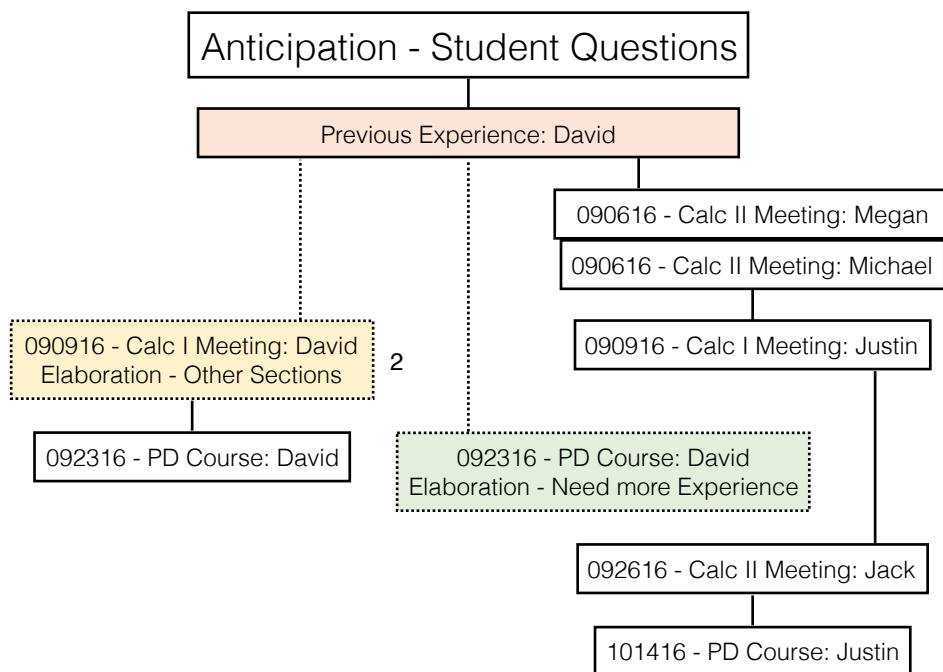 Anticipation - Student Questions
Previous Experience: David
090616 - Calc II Meeting: Megan
090616 - Calc II Meeting: Michael
090916 - Calc I Meeting: David
Elaboration - Other Sections
2
090916 - Calc I Meeting: Justin
092316 - PD Course: David
092316 - PD Course: David
Elaboration - Need more Experience
092616 - Calc II Meeting: Jack
101416 - PD Course: Justin